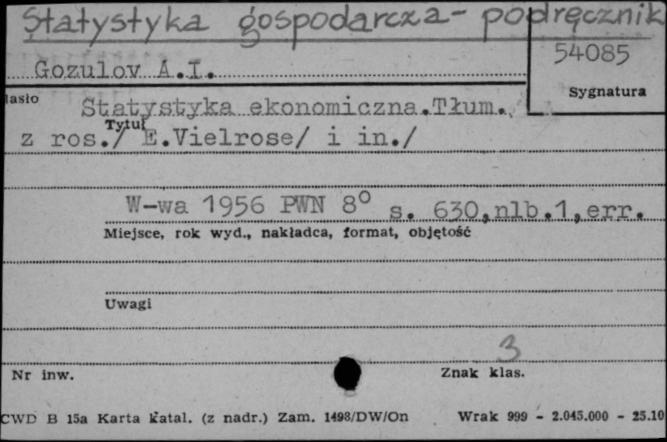 Statystyka gospodarcza - podręcznik
54085
Gozulov A.I.
Hasło
Sygnatura
Statystyka ekonomiczna.Tłum.
Tytuł
z ros./ E.Vielrose/ i in./
W-wa 1956 PWN 8° s. 630,nlb.1,err.
Miejsce, rok wyd., nakładca, format, objętość
Uwagi
3
Nr inw.
Znak klas.
CWD B 15a Karta katal. (z nadr.) Zam. 1498/DW/On Wrak 999 - 2.045.000 - 25.10